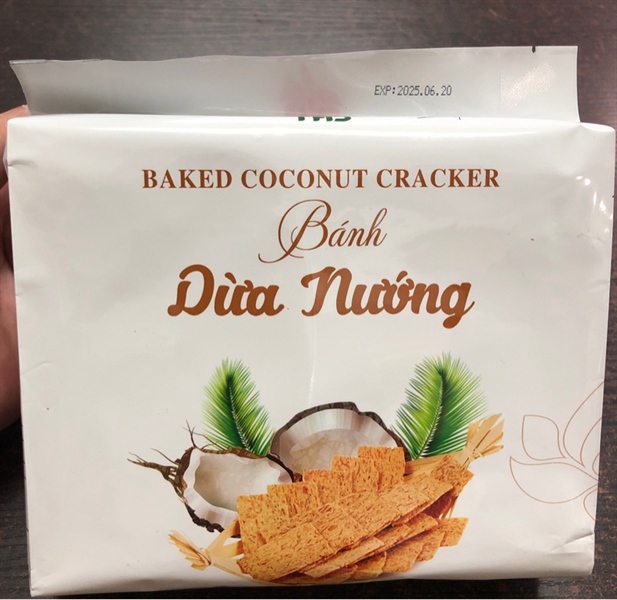 EXP:2025.06.20
BAKED COCONUT CRACKER
Bánh
Dừa Nướng